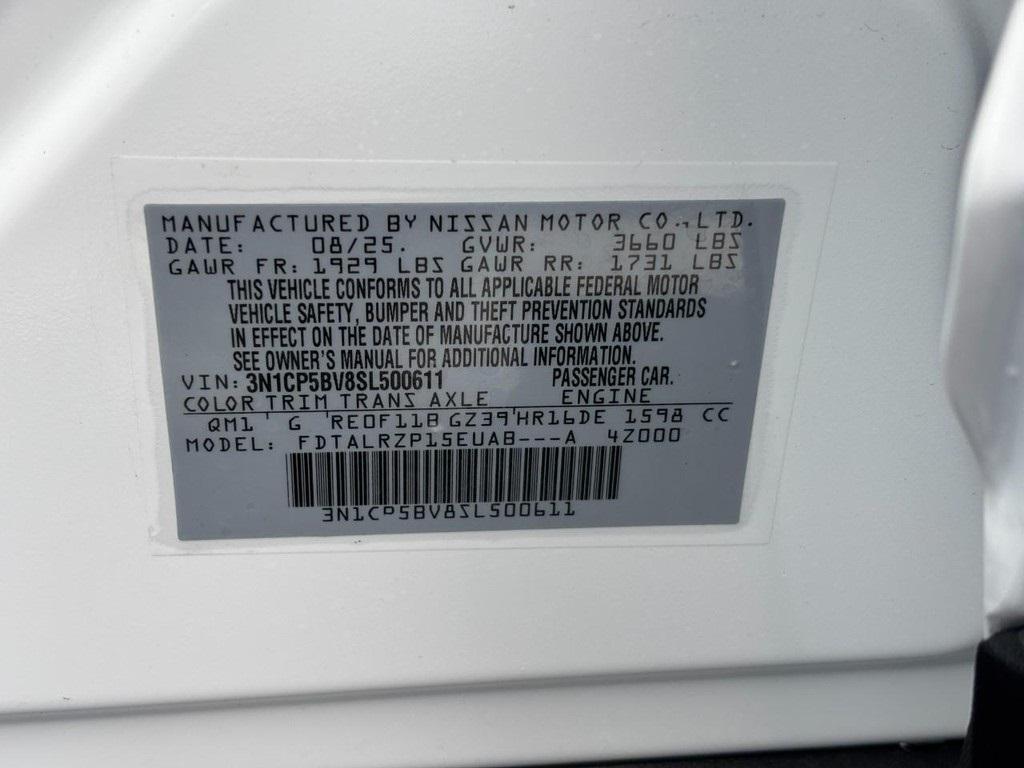 MANUFACTURED BY NISSAN MOTOR CO., LTD.
DATE: 08/25. GVWR: 3660 LBS
GAWR FR: 1929 LBS GAWR RR: 1731 LBS
THIS VEHICLE CONFORMS TO ALL APPLICABLE FEDERAL MOTOR
VEHICLE SAFETY, BUMPER AND THEFT PREVENTION STANDARDS
IN EFFECT ON THE DATE OF MANUFACTURE SHOWN ABOVE.
SEE OWNER'S MANUAL FOR ADDITIONAL INFORMATION.
VIN: 3N1CP5BV8SL500611 PASSENGER CAR.
COLOR TRIM TRANS AXLE ENGINE
QM1 G RE0F11B GZ39 HR16DE 1598 CC
MODEL: FDTALRZP15EUAB---A 4Z000
3N1CP5BV8SL500611